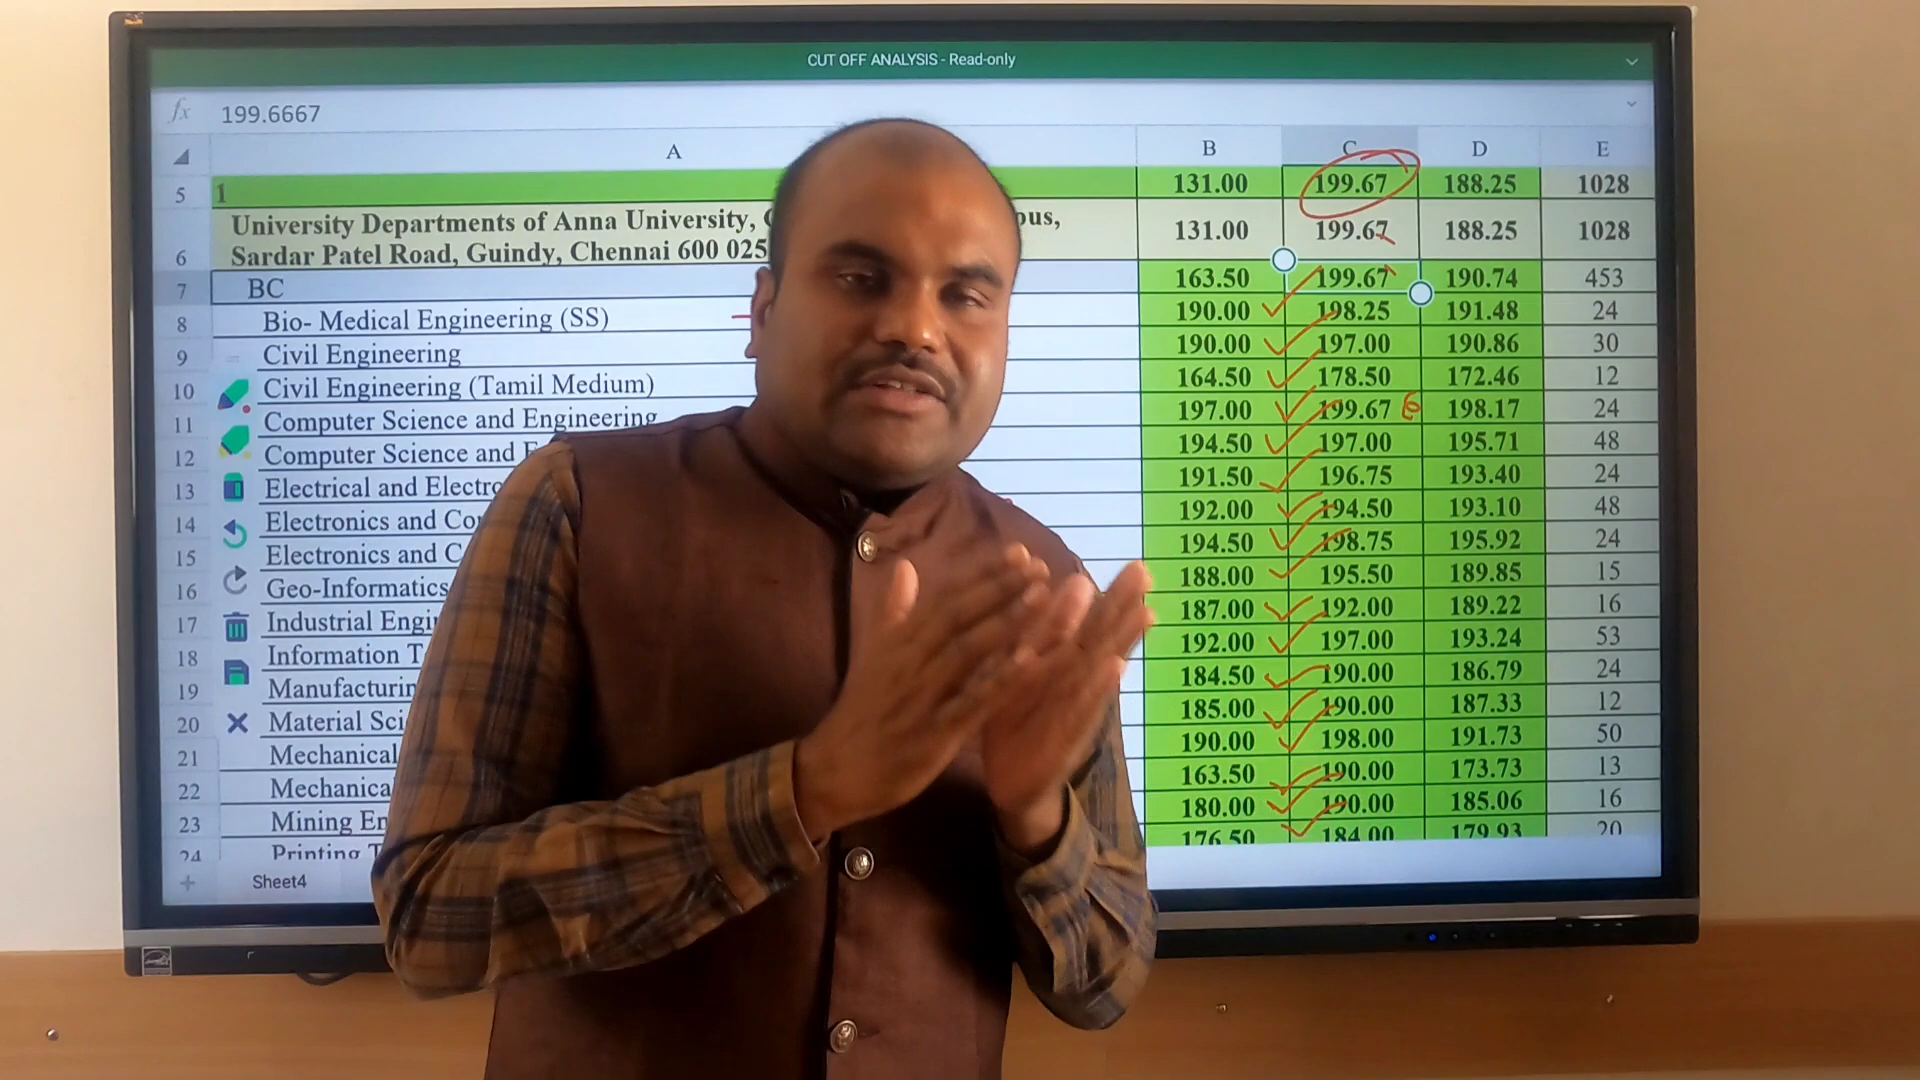 CUT OFF ANALYSIS - Read-only
fx 199.6667
A B C D E
5 1 131.00 199.67 188.25 1028
University Departments of Anna University,
6 Sardar Patel Road, Guindy, Chennai 600 025 131.00 199.67 188.25 1028
7 BC 163.50 199.67 190.74 453
8 Bio- Medical Engineering (SS) 190.00 198.25 191.48 24
9 Civil Engineering 190.00 197.00 190.86 30
10 Civil Engineering (Tamil Medium) 164.50 178.50 172.46 12
11 Computer Science and Engineering 197.00 199.67 198.17 24
12 Computer Science and 194.50 197.00 195.71 48
13 Electrical and 191.50 196.75 193.40 24
14 Electronics and 192.00 194.50 193.10 48
15 Electronics and 194.50 198.75 195.92 24
16 Geo-Informatics 188.00 195.50 189.85 15
17 Industrial 187.00 192.00 189.22 16
18 Information 192.00 197.00 193.24 53
19 184.50 190.00 186.79 24
20 Material 185.00 190.00 187.33 12
21 Mechanical 190.00 198.00 191.73 50
22 163.50 190.00 173.73 13
23 Mining 180.00 190.00 185.06 16
24 Printing 176.50 184.00 179.93 20
Sheet4